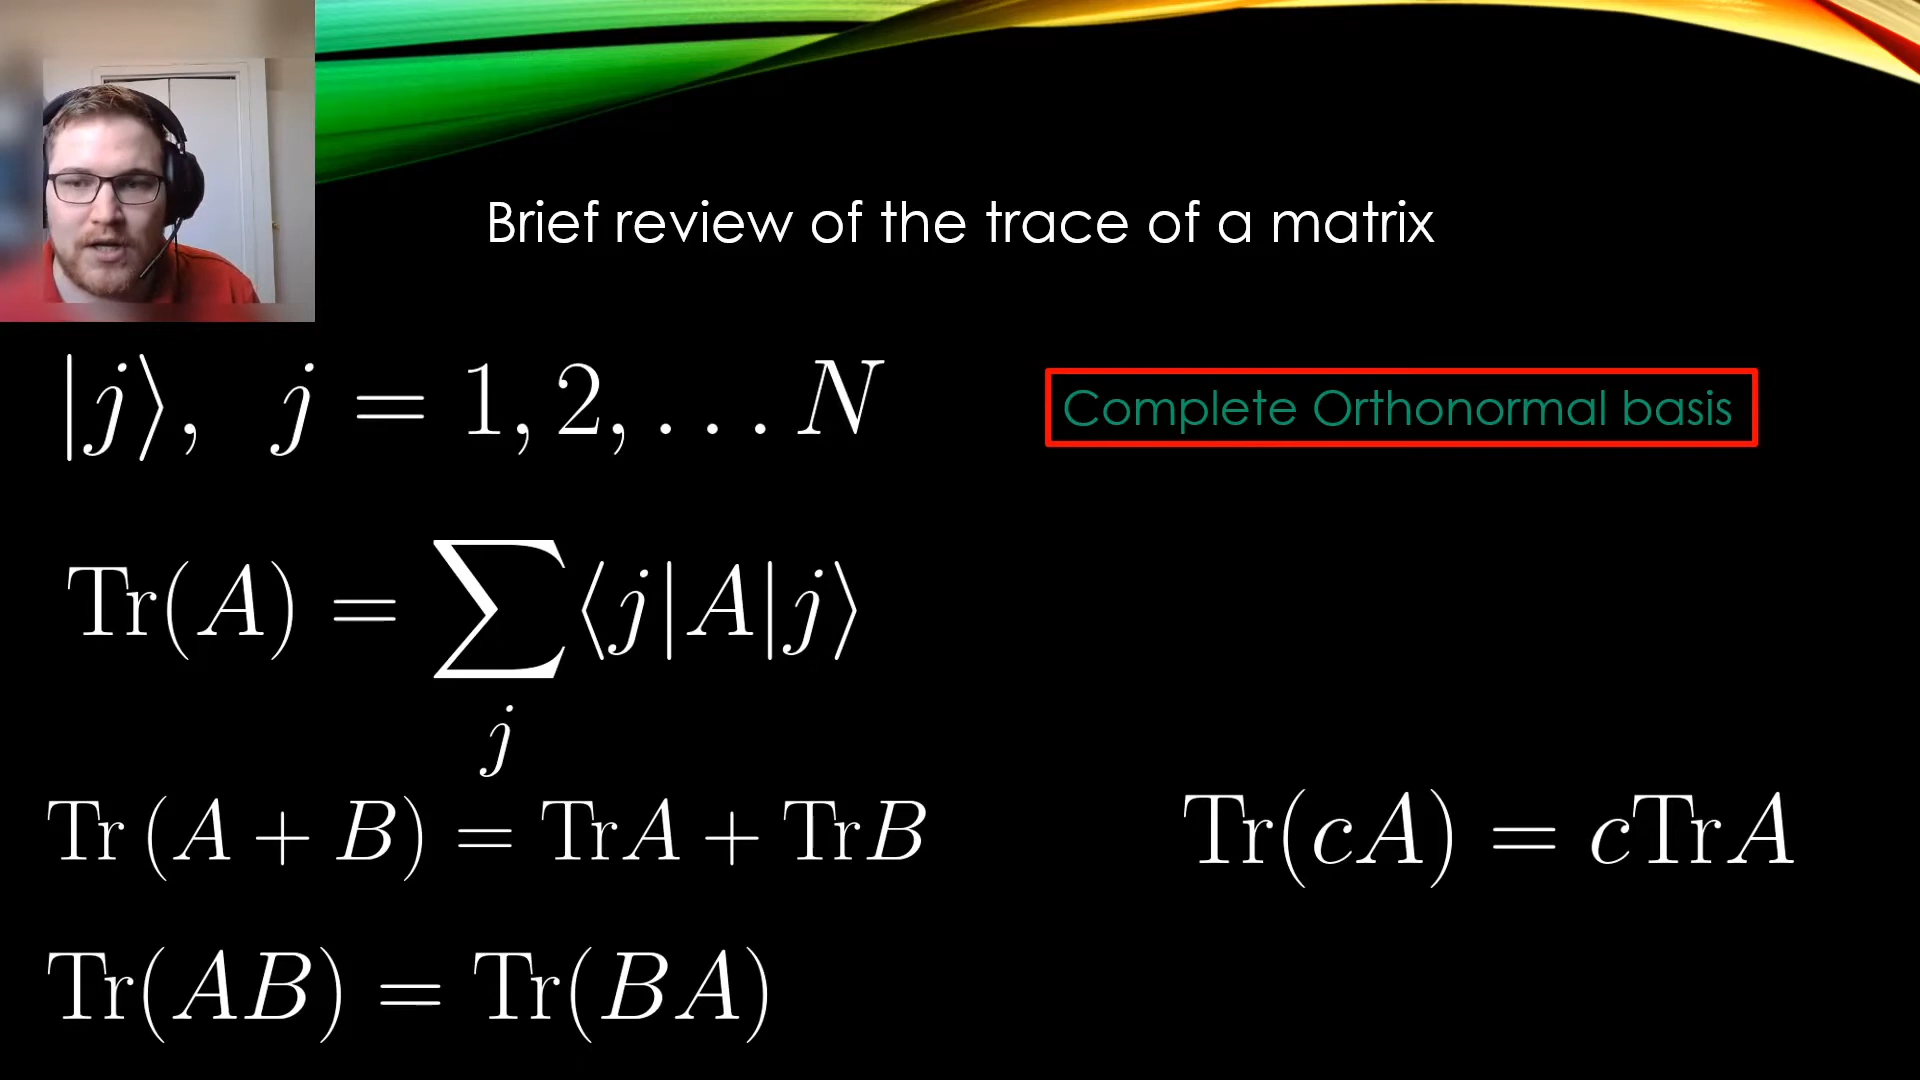 Brief review of the trace of a matrix
|j⟩, j = 1, 2, . . . N
Complete Orthonormal basis
Tr(A) = ∑_j ⟨j|A|j⟩
Tr (A + B) = TrA + TrB
Tr(cA) = cTrA
Tr(AB) = Tr(BA)